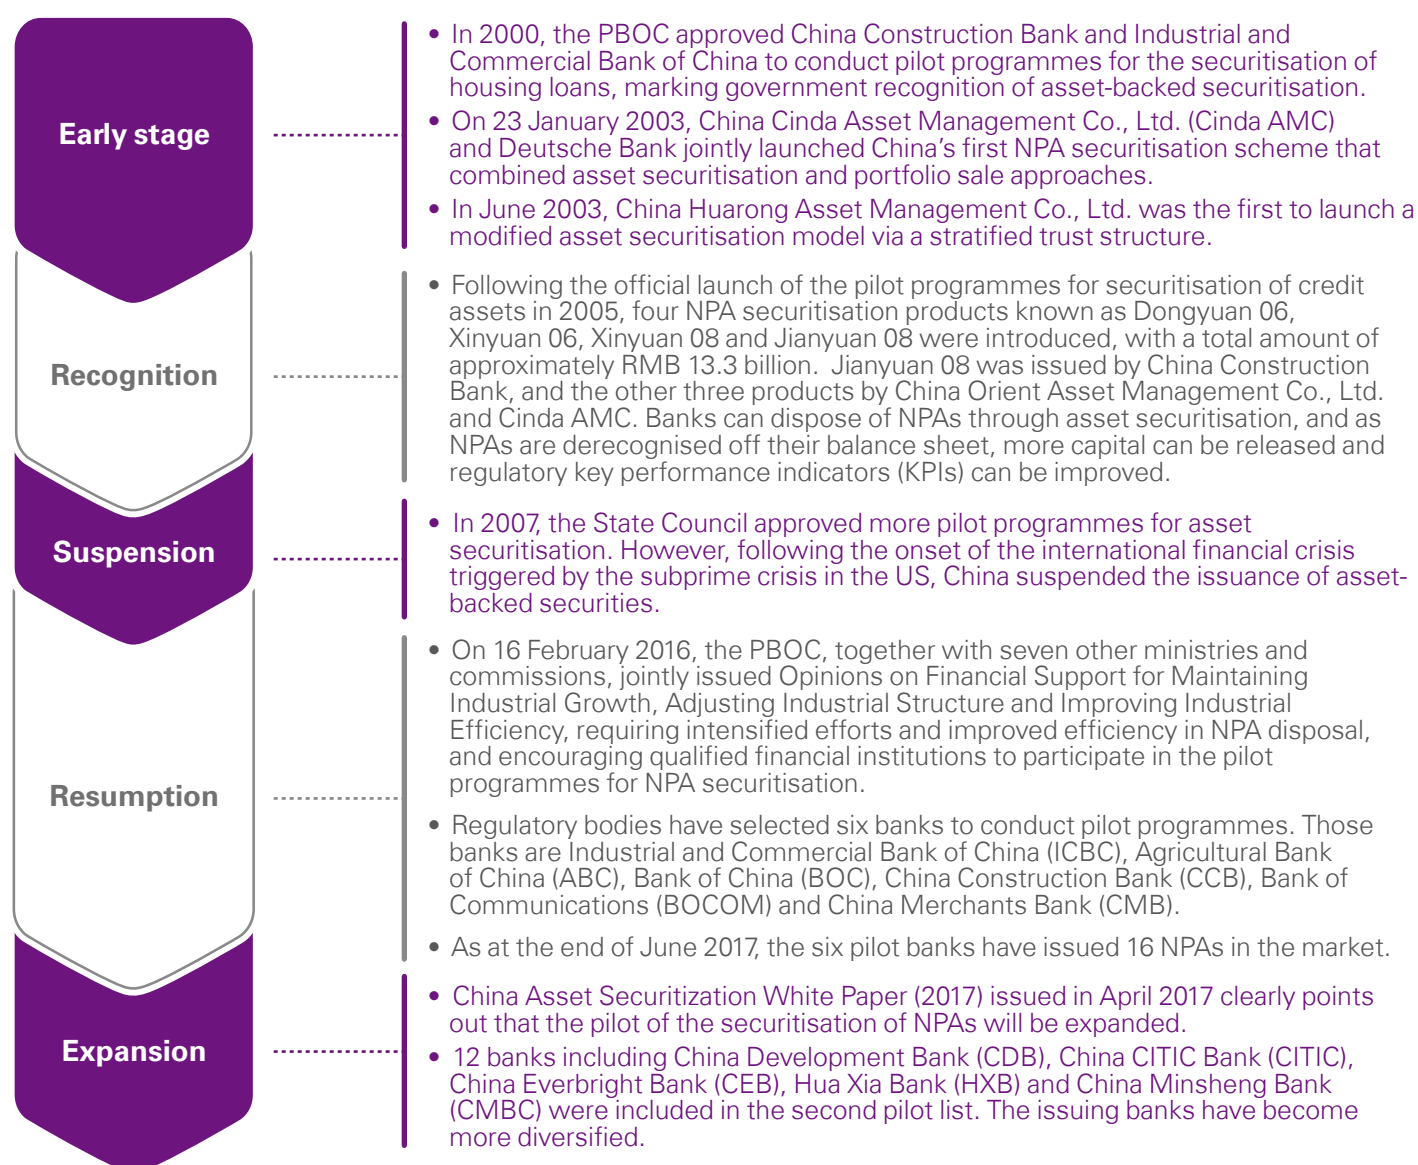 Early stage
• In 2000, the PBOC approved China Construction Bank and Industrial and
Commercial Bank of China to conduct pilot programmes for the securitisation of
housing loans, marking government recognition of asset-backed securitisation.
• On 23 January 2003, China Cinda Asset Management Co., Ltd. (Cinda AMC)
and Deutsche Bank jointly launched China's first NPA securitisation scheme that
combined asset securitisation and portfolio sale approaches.
• In June 2003, China Huarong Asset Management Co., Ltd. was the first to launch a
modified asset securitisation model via a stratified trust structure.
Recognition
• Following the official launch of the pilot programmes for securitisation of credit
assets in 2005, four NPA securitisation products known as Dongyuan 06,
Xinyuan 06, Xinyuan 08 and Jianyuan 08 were introduced, with a total amount of
approximately RMB 13.3 billion.  Jianyuan 08 was issued by China Construction
Bank, and the other three products by China Orient Asset Management Co., Ltd.
and Cinda AMC. Banks can dispose of NPAs through asset securitisation, and as
NPAs are derecognised off their balance sheet, more capital can be released and
regulatory key performance indicators (KPIs) can be improved.
Suspension
• In 2007, the State Council approved more pilot programmes for asset
securitisation. However, following the onset of the international financial crisis
triggered by the subprime crisis in the US, China suspended the issuance of asset-
backed securities.
Resumption
• On 16 February 2016, the PBOC, together with seven other ministries and
commissions, jointly issued Opinions on Financial Support for Maintaining
Industrial Growth, Adjusting Industrial Structure and Improving Industrial
Efficiency, requiring intensified efforts and improved efficiency in NPA disposal,
and encouraging qualified financial institutions to participate in the pilot
programmes for NPA securitisation.
• Regulatory bodies have selected six banks to conduct pilot programmes. Those
banks are Industrial and Commercial Bank of China (ICBC), Agricultural Bank
of China (ABC), Bank of China (BOC), China Construction Bank (CCB), Bank of
Communications (BOCOM) and China Merchants Bank (CMB).
• As at the end of June 2017, the six pilot banks have issued 16 NPAs in the market.
Expansion
• China Asset Securitization White Paper (2017) issued in April 2017 clearly points
out that the pilot of the securitisation of NPAs will be expanded.
• 12 banks including China Development Bank (CDB), China CITIC Bank (CITIC),
China Everbright Bank (CEB), Hua Xia Bank (HXB) and China Minsheng Bank
(CMBC) were included in the second pilot list. The issuing banks have become
more diversified.